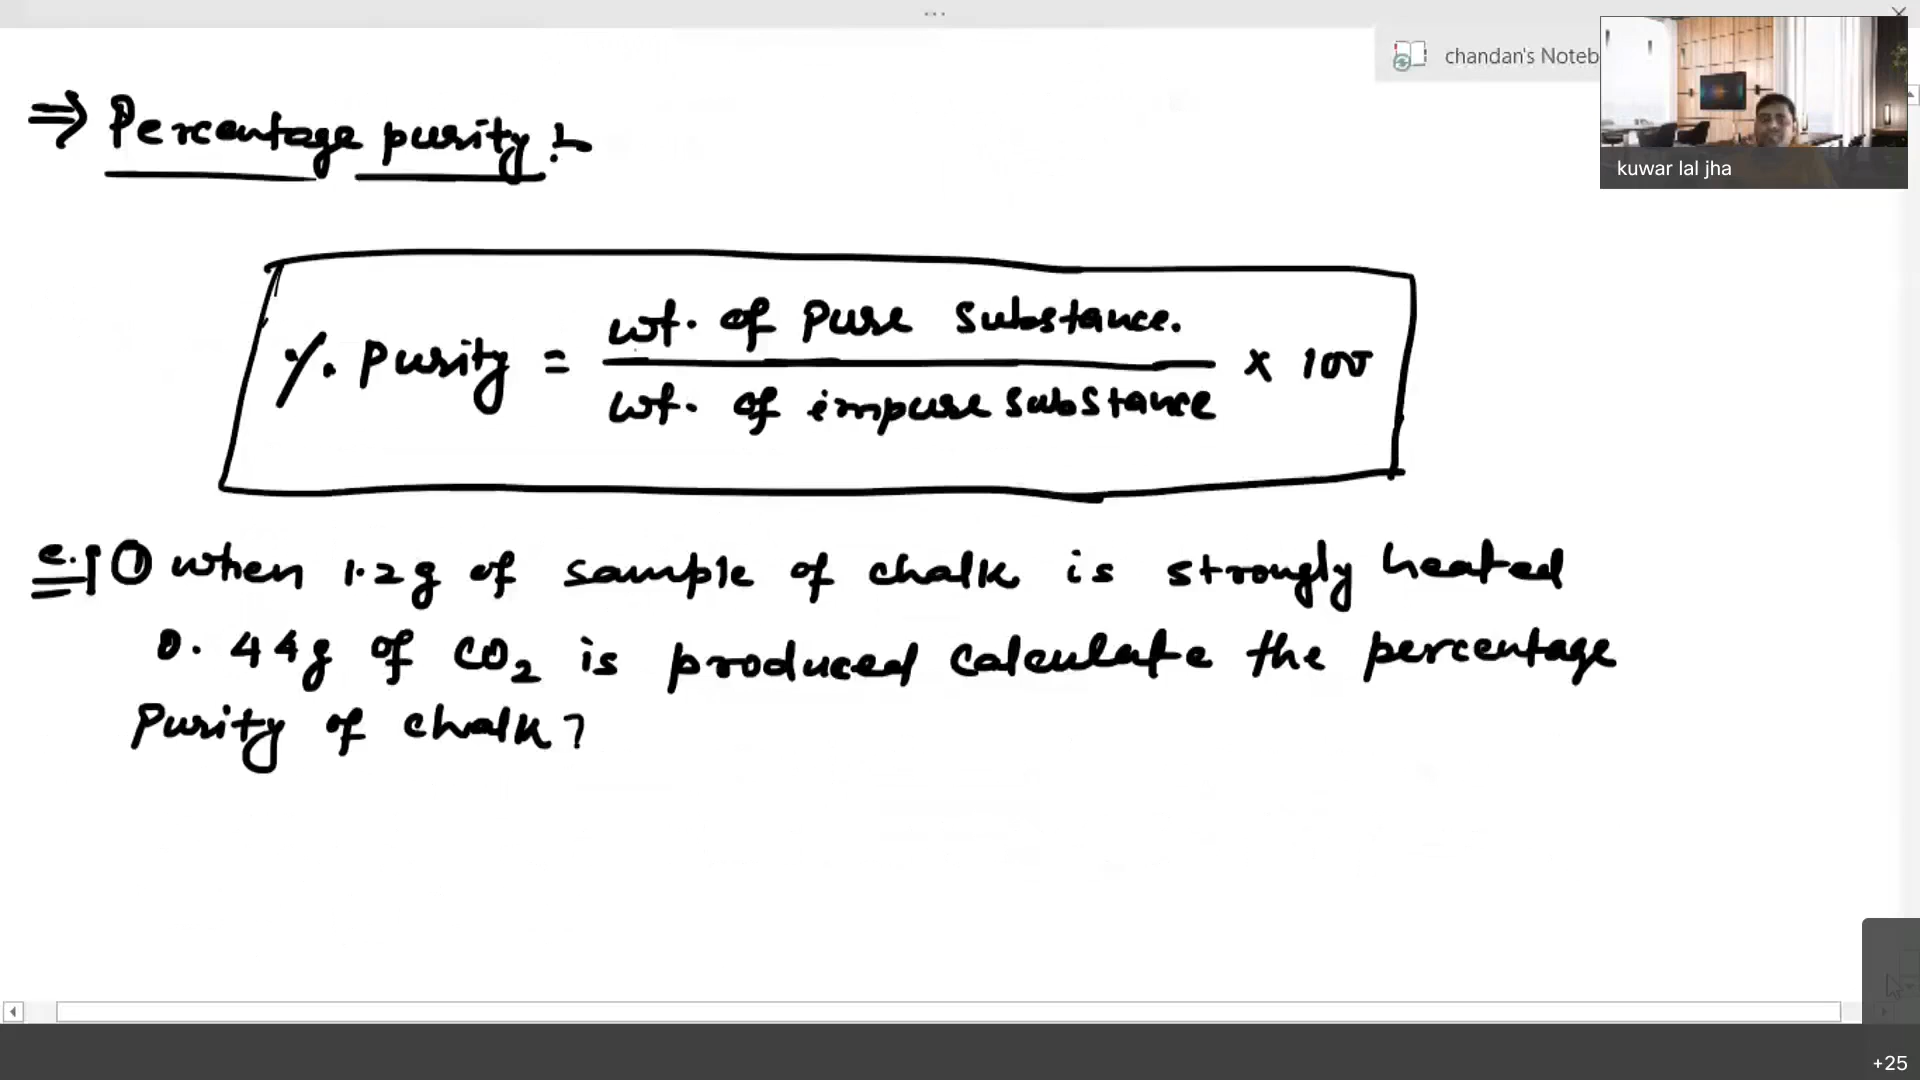 ...
chandan's Noteb
kuwar lal jha
⇒ Percentage purity :-
% Purity = wt. of Pure Substance. / wt. of impure Substance × 100
e.g ① when 1.2g of sample of chalk is strongly heated
0.44g of CO₂ is produced calculate the percentage
Purity of chalk?
+25